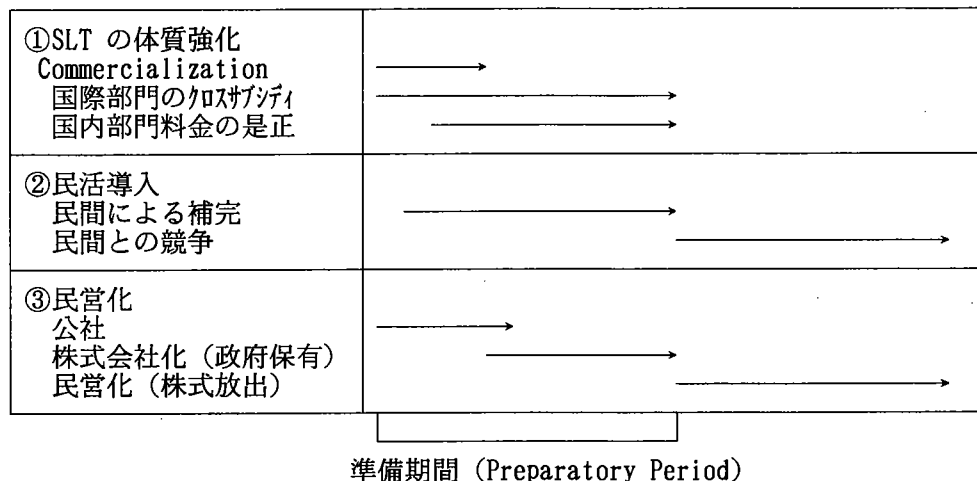 ①SLT の体質強化
Commercialization
国際部門のｸﾛｽｻﾌﾞｼﾃﾞｨ
国内部門料金の是正
②民活導入
民間による補完
民間との競争
③民営化
公社
株式会社化（政府保有）
民営化（株式放出）
準備期間（Preparatory Period）